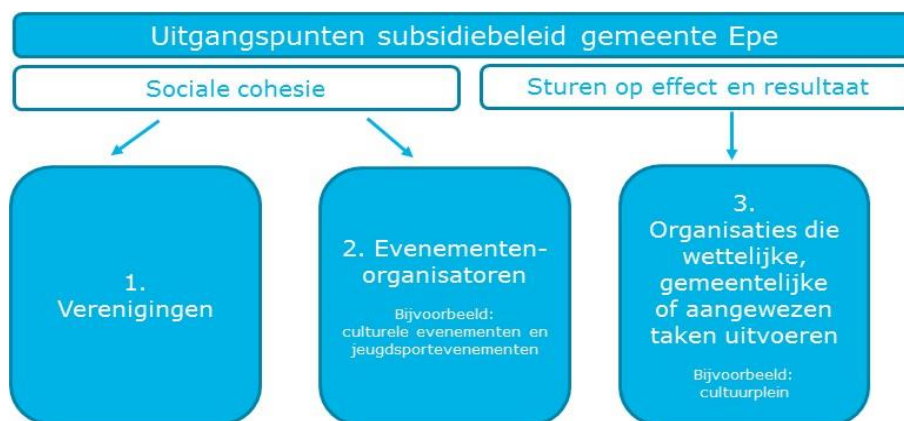 Uitgangspunten subsidiebeleid gemeente Epe
Sociale cohesie
Sturen op effect en resultaat
1.
Verenigingen
2. Evenementen-
organisatoren
Bijvoorbeeld:
culturele evenementen en
jeugdsportevenementen
3.
Organisaties die
wettelijke,
gemeentelijke
of aangewezen
taken uitvoeren
Bijvoorbeeld:
cultuurplein